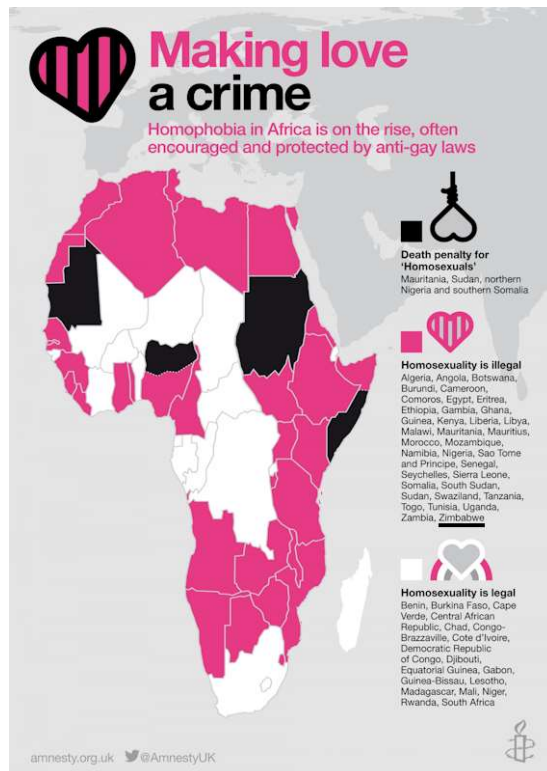 Making love
a crime
Homophobia in Africa is on the rise, often
encouraged and protected by anti-gay laws
Death penalty for
‘Homosexuals’
Mauritania, Sudan, northern
Nigeria and southern Somalia
Homosexuality is illegal
Algeria, Angola, Botswana,
Burundi, Cameroon,
Comoros, Egypt, Eritrea,
Ethiopia, Gambia, Ghana,
Guinea, Kenya, Liberia, Libya,
Malawi, Mauritania, Mauritius,
Morocco, Mozambique,
Namibia, Nigeria, Sao Tome
and Principe, Senegal,
Seychelles, Sierra Leone,
Somalia, South Sudan,
Sudan, Swaziland, Tanzania,
Togo, Tunisia, Uganda,
Zambia, Zimbabwe
Homosexuality is legal
Benin, Burkina Faso, Cape
Verde, Central African
Republic, Chad, Congo-
Brazzaville, Cote d’Ivoire,
Democratic Republic
of Congo, Djibouti,
Equatorial Guinea, Gabon,
Guinea-Bissau, Lesotho,
Madagascar, Mali, Niger,
Rwanda, South Africa
amnesty.org.uk @AmnestyUK